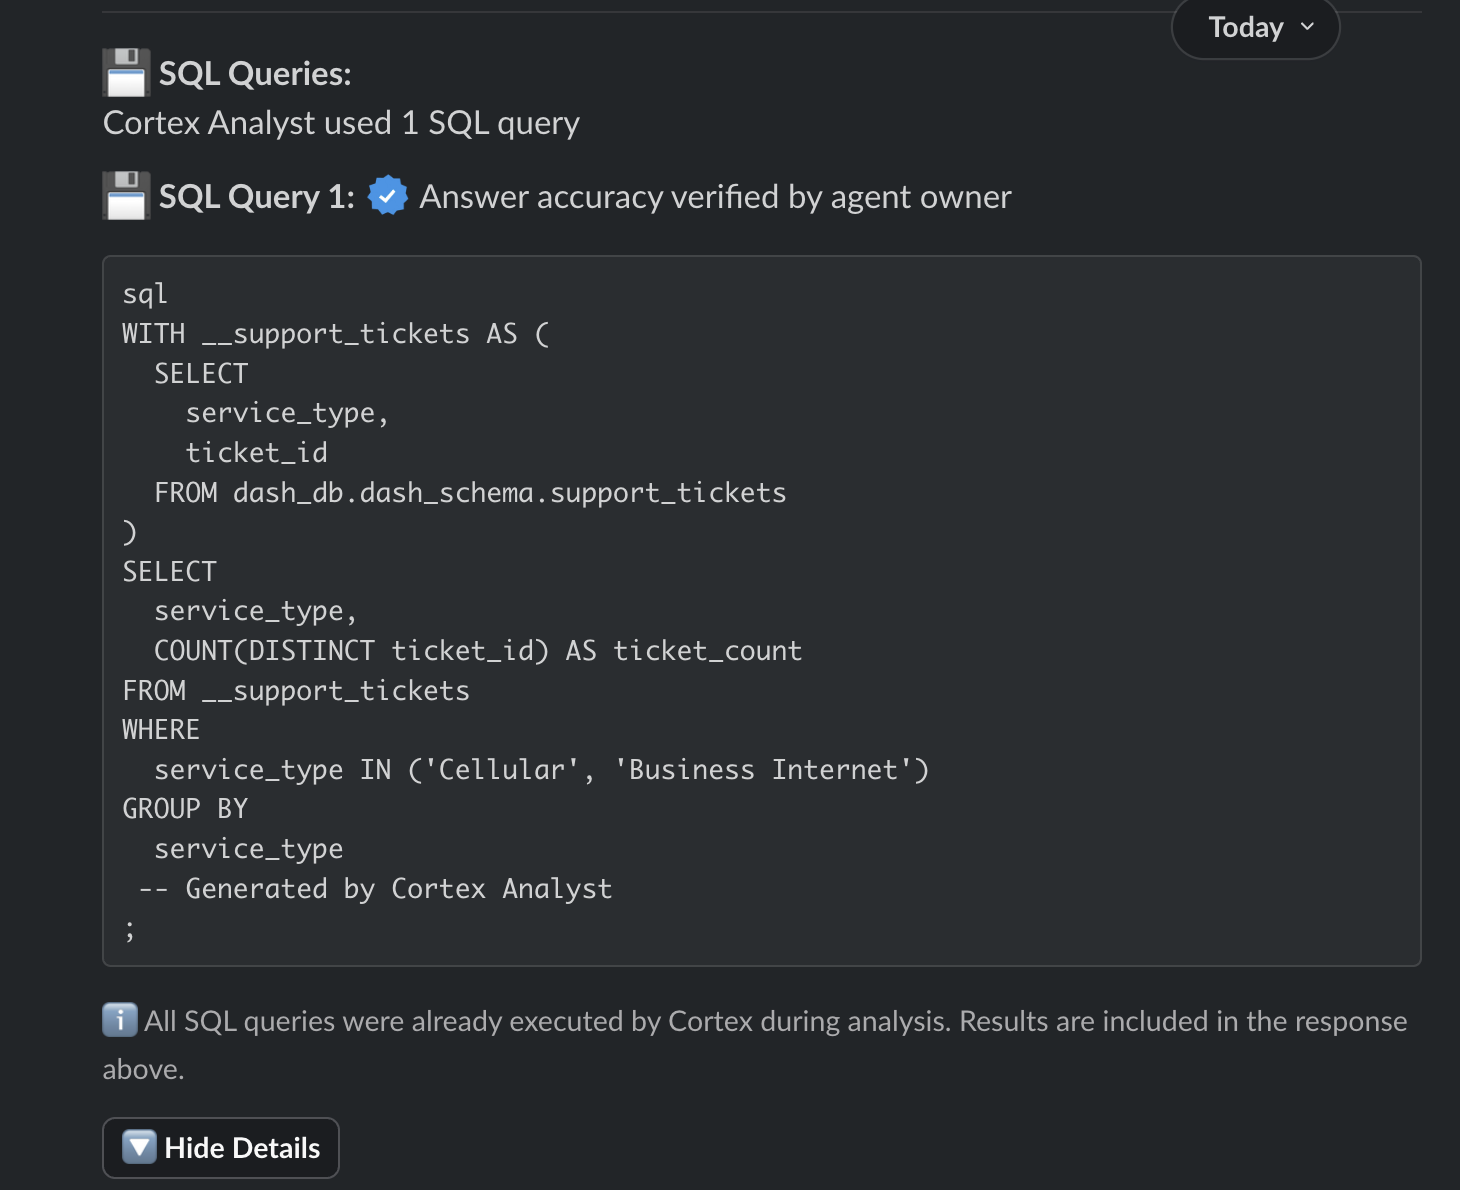 Today
SQL Queries:
Cortex Analyst used 1 SQL query
SQL Query 1: Answer accuracy verified by agent owner
sql
WITH __support_tickets AS (
  SELECT
    service_type,
    ticket_id
  FROM dash_db.dash_schema.support_tickets
)
SELECT
  service_type,
  COUNT(DISTINCT ticket_id) AS ticket_count
FROM __support_tickets
WHERE
  service_type IN ('Cellular', 'Business Internet')
GROUP BY
  service_type
 -- Generated by Cortex Analyst
;
All SQL queries were already executed by Cortex during analysis. Results are included in the response
above.
Hide Details